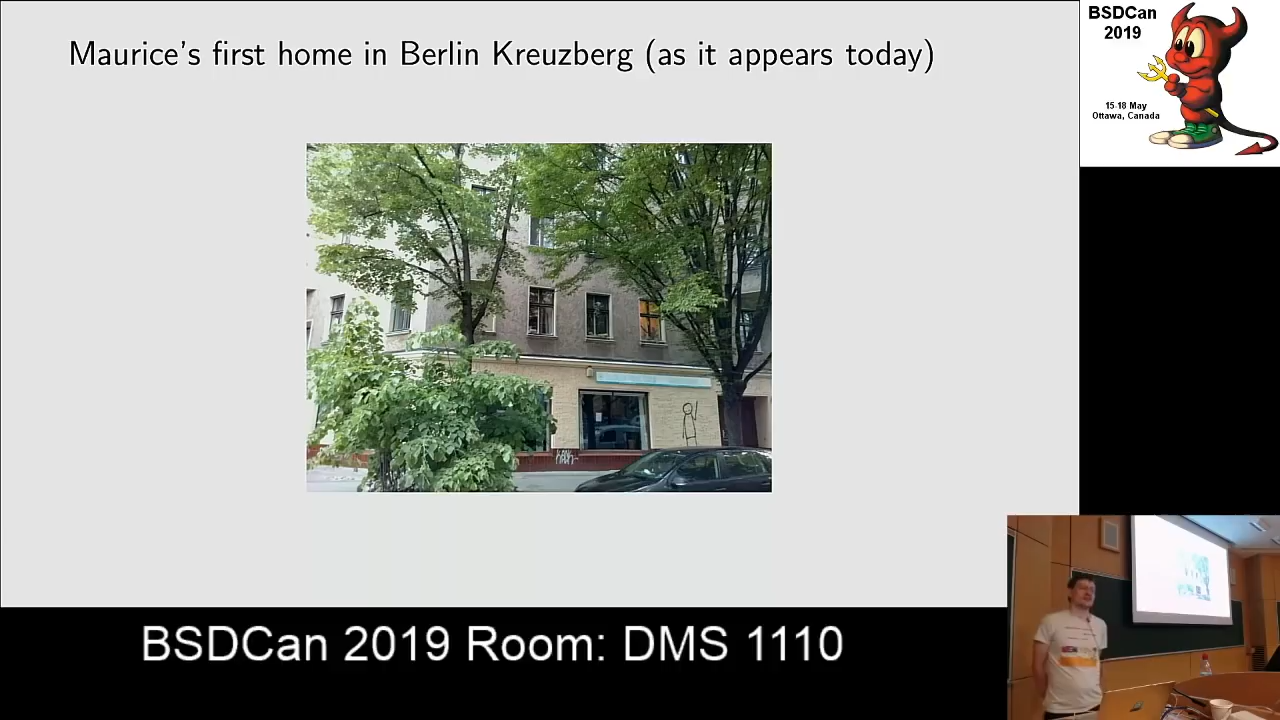 Maurice's first home in Berlin Kreuzberg (as it appears today)
BSDCan
2019
15-18 May
Ottawa, Canada
BSDCan 2019 Room: DMS 1110